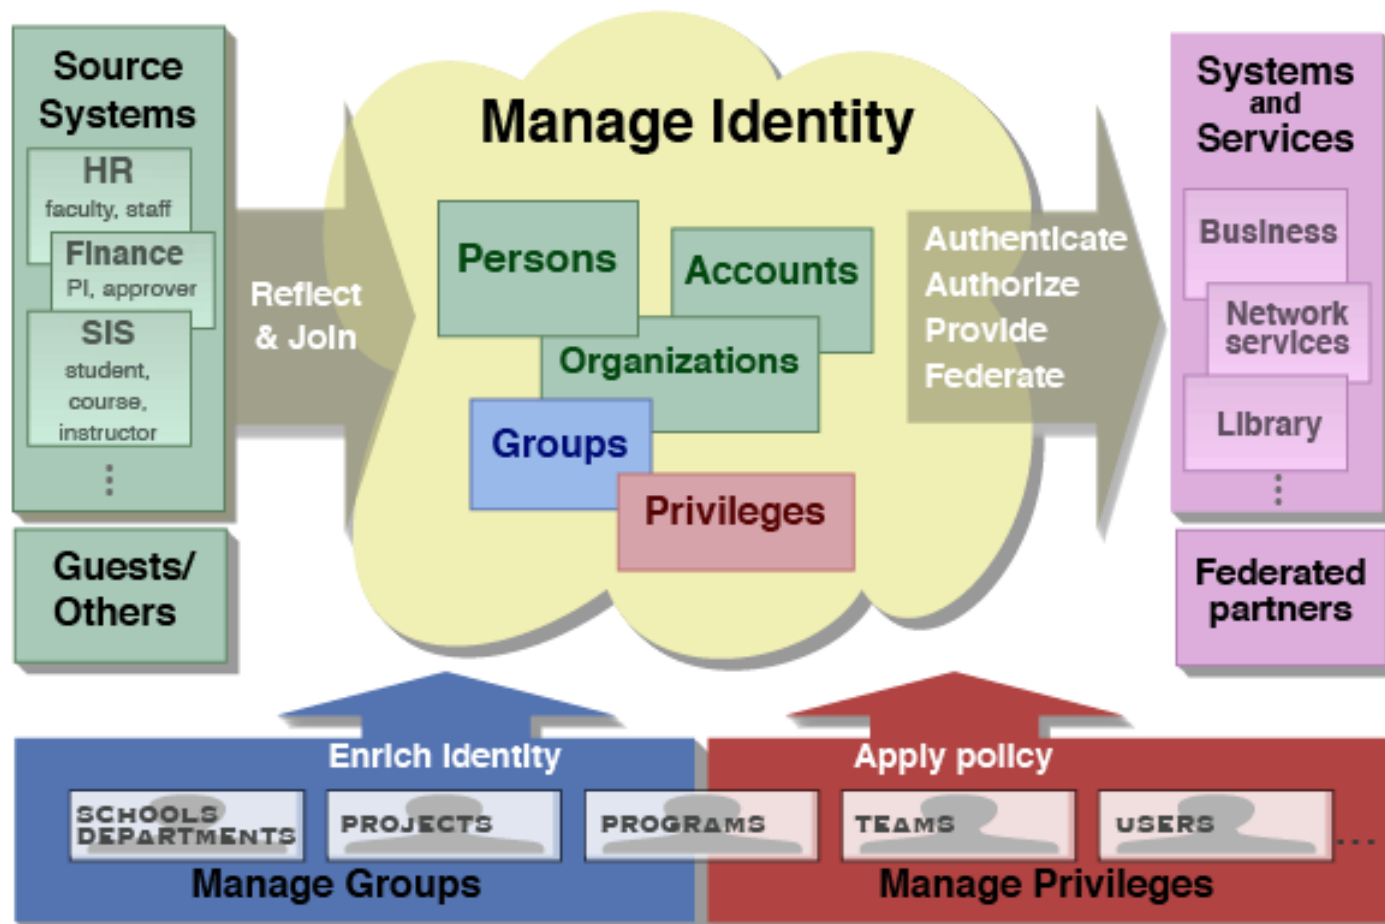 Source
Systems
HR
faculty, staff
Finance
PI, approver
SIS
student,
course,
instructor
Guests/
Others
Reflect
& Join
Manage Identity
Persons
Accounts
Organizations
Groups
Privileges
Authenticate
Authorize
Provide
Federate
Systems
and
Services
Business
Network
services
Library
Federated
partners
Enrich identity
Apply policy
SCHOOLS
DEPARTMENTS
PROJECTS
PROGRAMS
TEAMS
USERS
...
Manage Groups
Manage Privileges